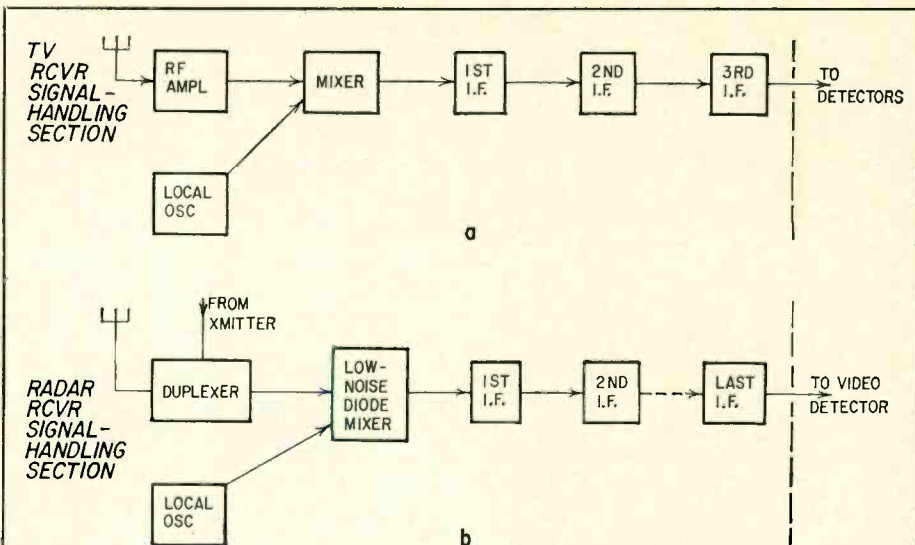 TV
RCVR
SIGNAL-
HANDLING
SECTION
RF
AMPL
MIXER
LOCAL
OSC
1ST
I.F.
2ND
I.F.
3RD
I.F.
TO
DETECTORS
a
RADAR
RCVR
SIGNAL-
HANDLING
SECTION
FROM
XMITTER
DUPLEXER
LOW-
NOISE
DIODE
MIXER
LOCAL
OSC
1ST
I.F.
2ND
I.F.
LAST
I.F.
TO VIDEO
DETECTOR
b